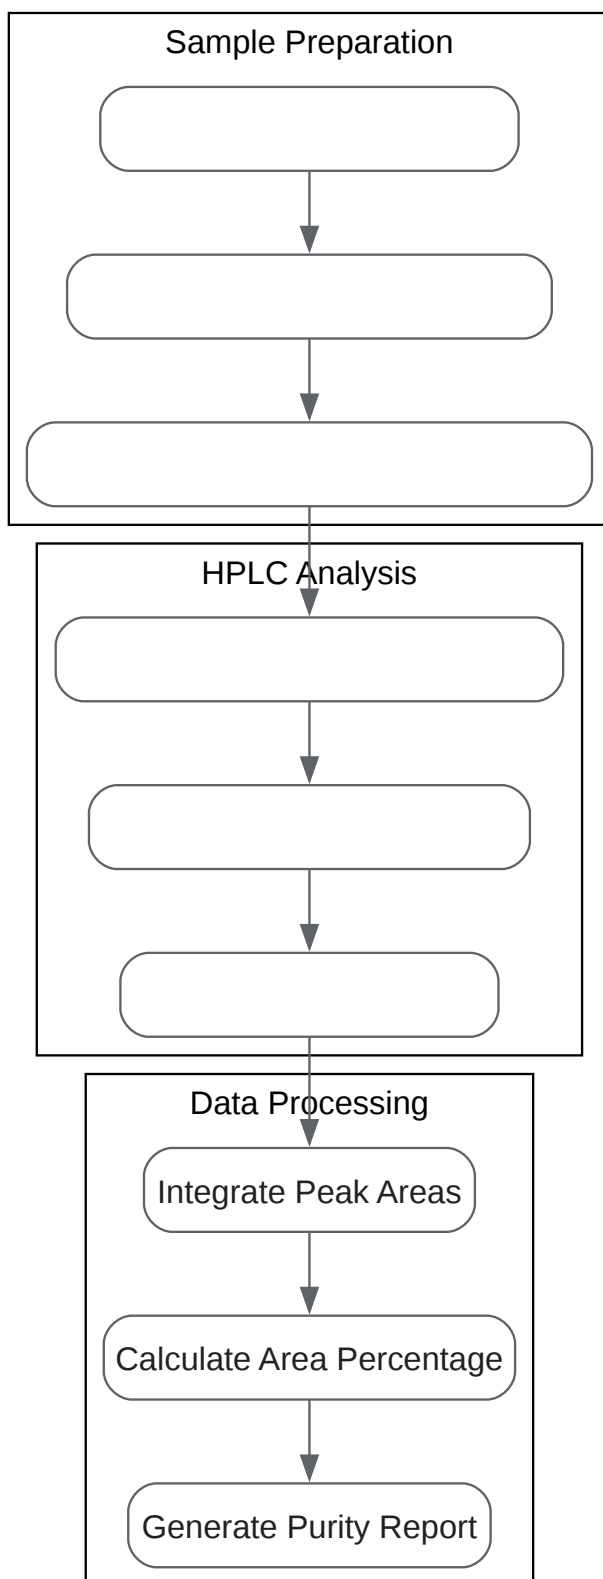 Sample Preparation
HPLC Analysis
Data Processing
Integrate Peak Areas
Calculate Area Percentage
Generate Purity Report